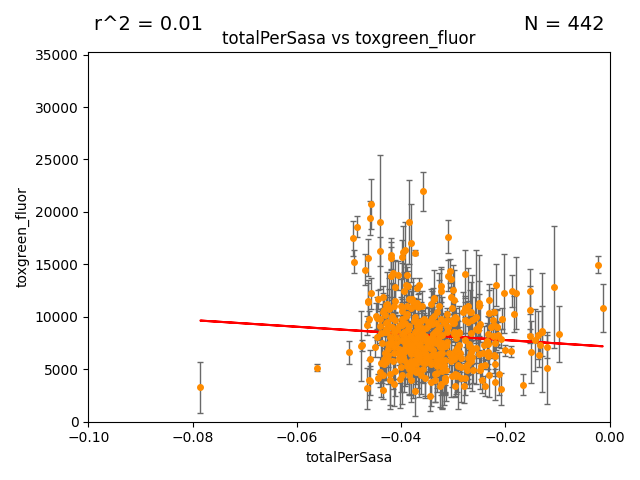 r^2 = 0.01
N = 442
totalPerSasa vs toxgreen_fluor
35000
30000
25000
20000
15000
10000
5000
0
toxgreen_fluor
−0.10
−0.08
−0.06
−0.04
−0.02
0.00
totalPerSasa